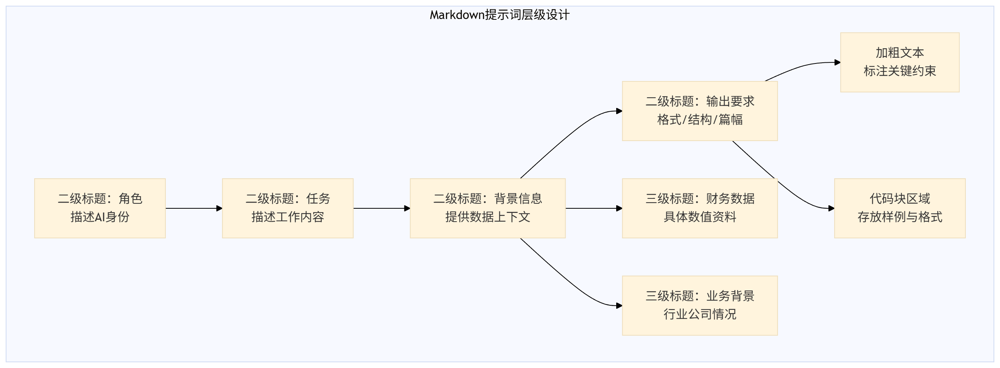 Markdown提示词层级设计
二级标题：角色
描述AI身份
二级标题：任务
描述工作内容
二级标题：背景信息
提供数据上下文
二级标题：输出要求
格式/结构/篇幅
三级标题：财务数据
具体数值资料
三级标题：业务背景
行业公司情况
加粗文本
标注关键约束
代码块区域
存放样例与格式